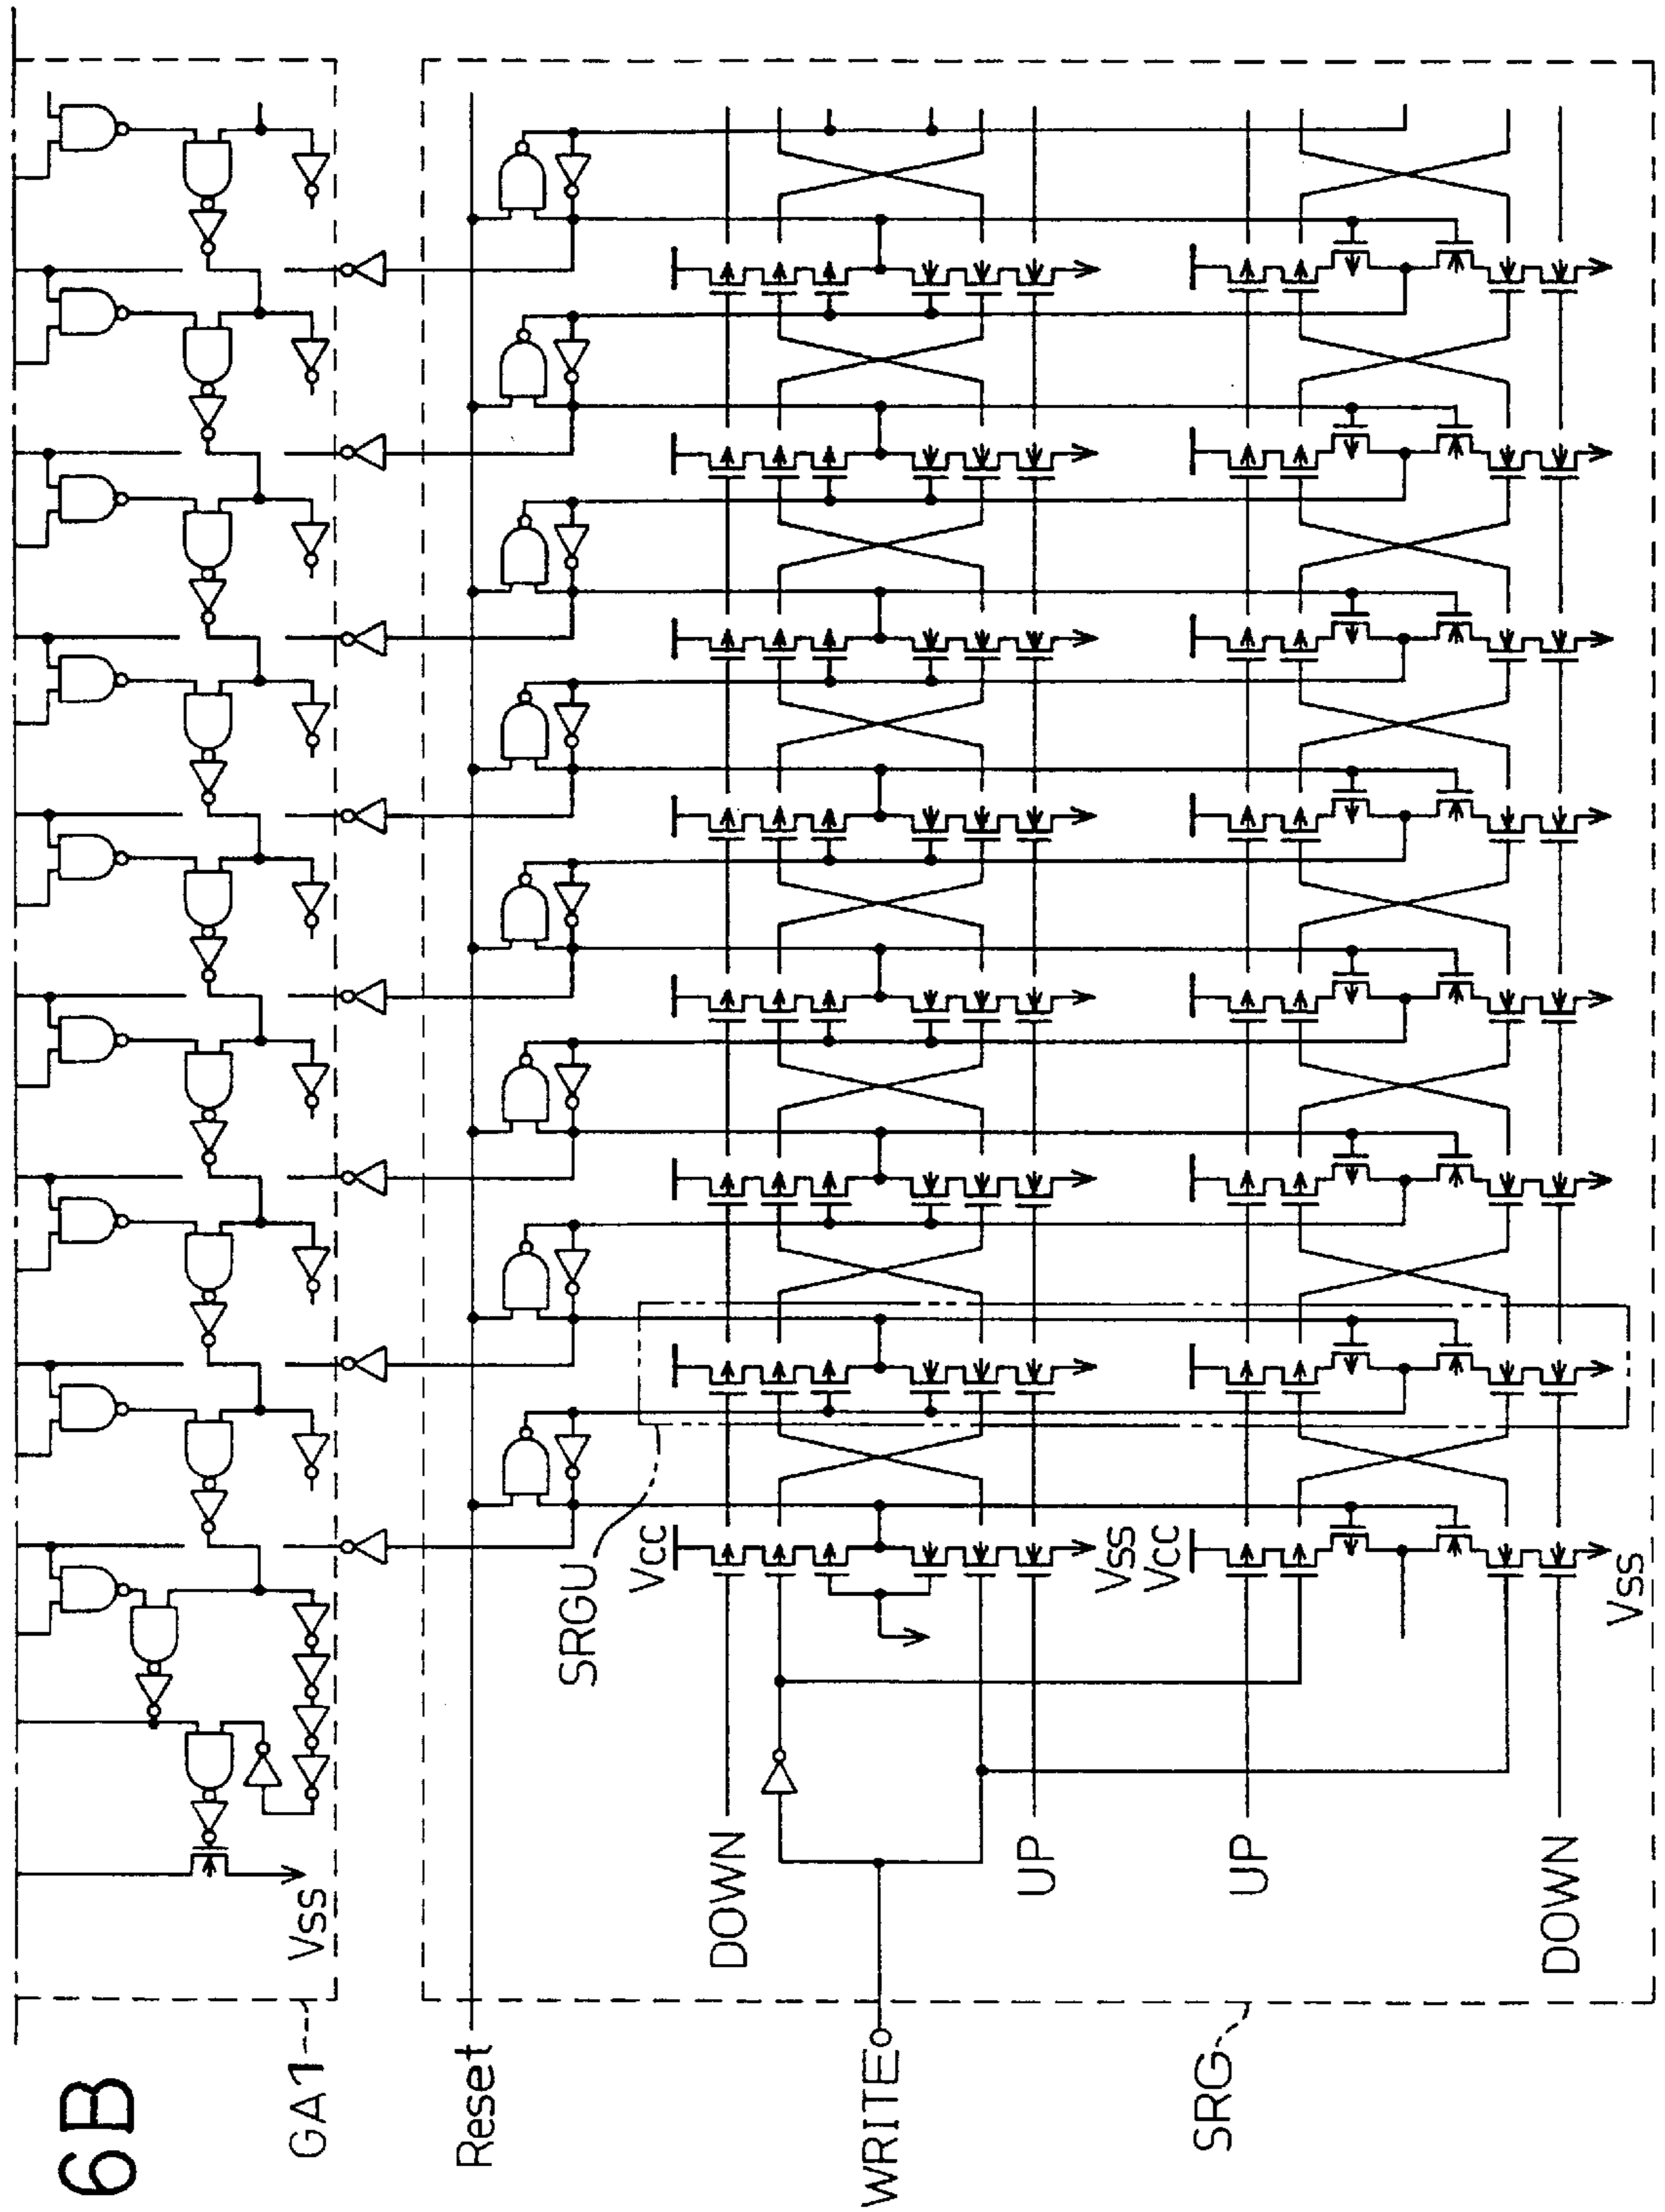 6B
GA1
Vss
Reset
SRGU
Vcc
DOWN
WRITE
UP
Vss
Vcc
SRG
UP
DOWN
Vss